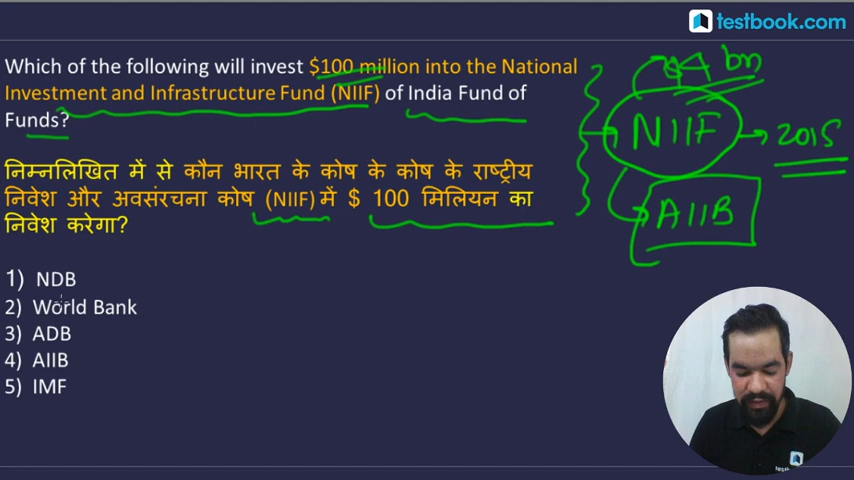 testbook.com
Which of the following will invest $100 million into the National
Investment and Infrastructure Fund (NIIF) of India Fund of
Funds?
निम्नलिखित में से कौन भारत के कोष के कोष के राष्ट्रीय
निवेश और अवसंरचना कोष (NIIF) में $ 100 मिलियन का
निवेश करेगा?
1) NDB
2) World Bank
3) ADB
4) AIIB
5) IMF
bn
NIIF
2015
AIIB